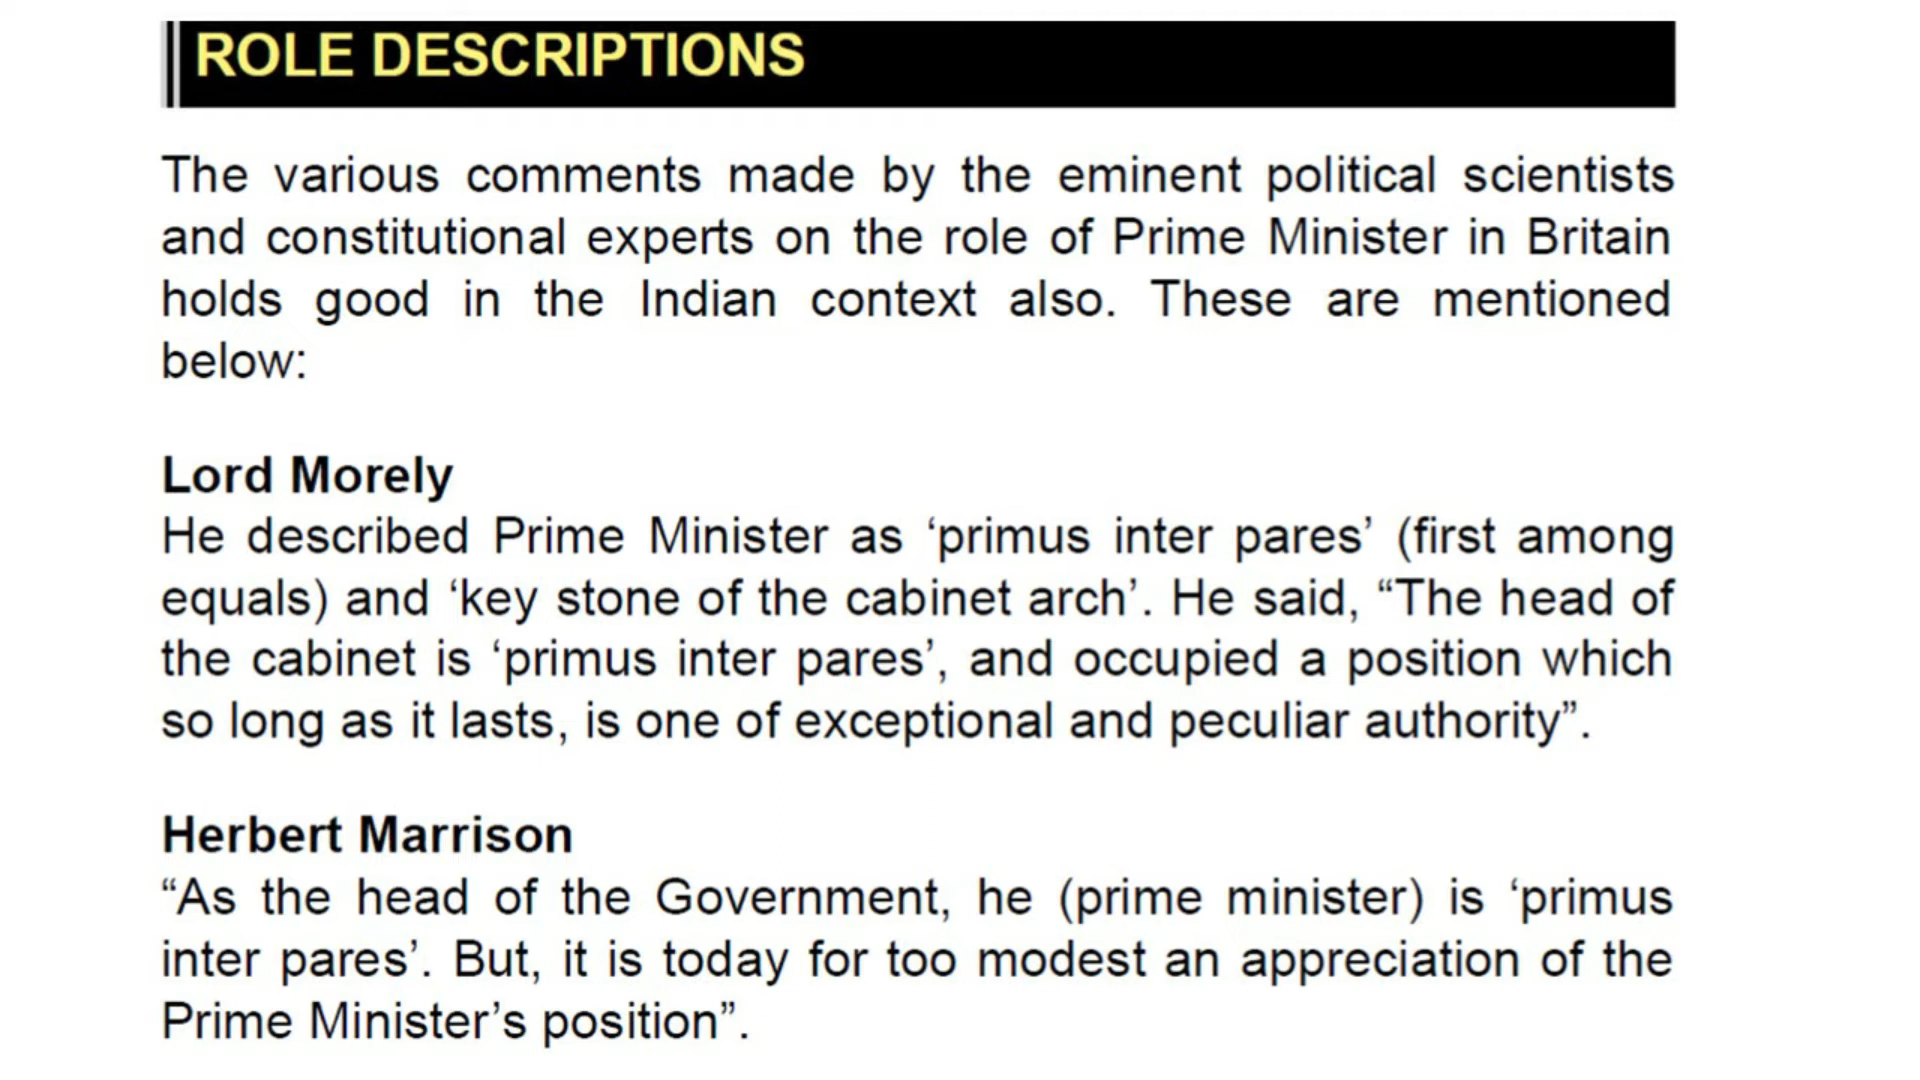 ROLE DESCRIPTIONS
The various comments made by the eminent political scientists
and constitutional experts on the role of Prime Minister in Britain
holds good in the Indian context also. These are mentioned
below:
Lord Morely
He described Prime Minister as ‘primus inter pares’ (first among
equals) and ‘key stone of the cabinet arch’. He said, “The head of
the cabinet is ‘primus inter pares’, and occupied a position which
so long as it lasts, is one of exceptional and peculiar authority”.
Herbert Marrison
“As the head of the Government, he (prime minister) is ‘primus
inter pares’. But, it is today for too modest an appreciation of the
Prime Minister’s position”.